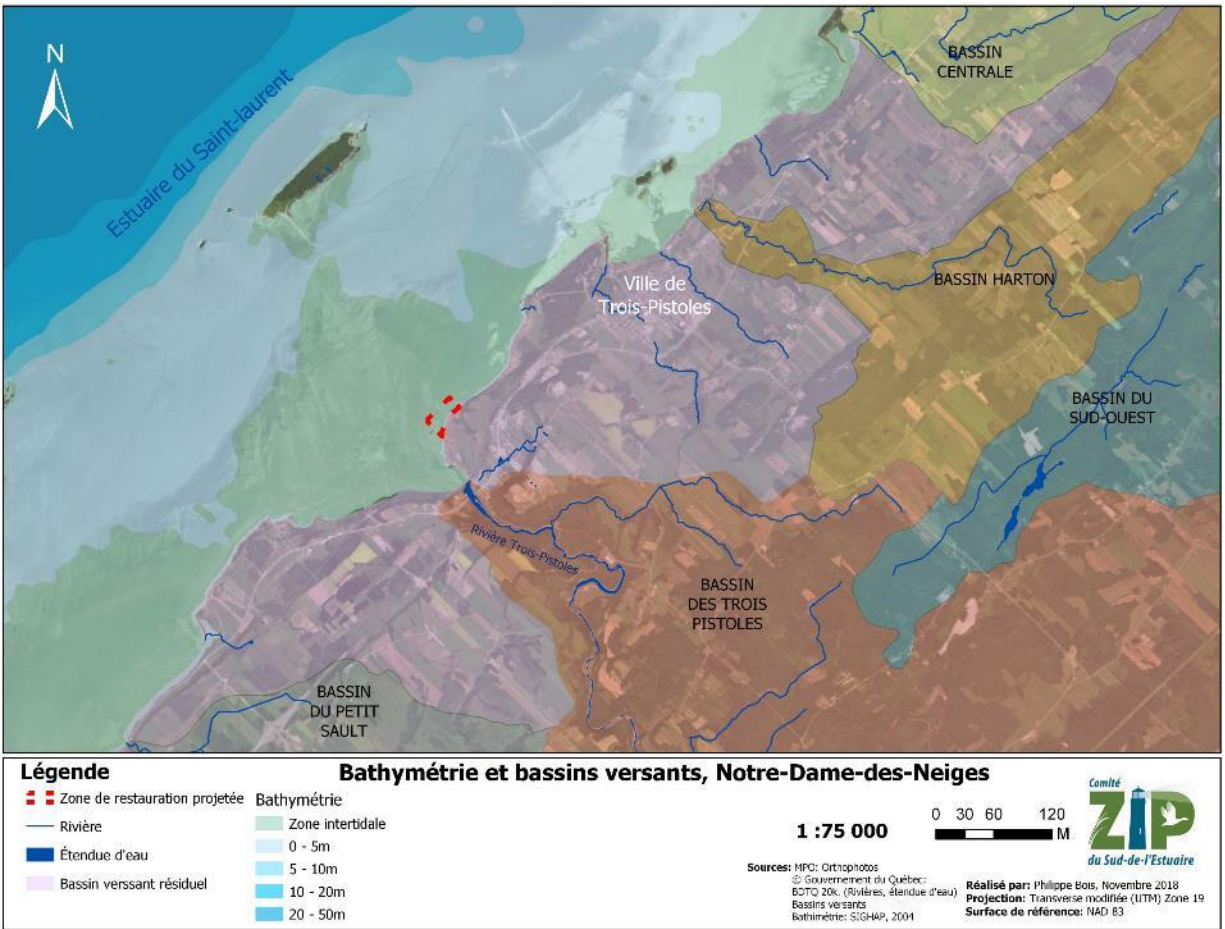 N
Estuaire du Saint-laurent
BASSIN
CENTRALE
Ville de
Trois-Pistoles
BASSIN HARTON
BASSIN DU
SUD-OUEST
Rivière Trois-Pistoles
BASSIN
DES TROIS
PISTOLES
BASSIN
DU PETIT
SAULT
Légende
Zone de restauration projetée
Rivière
Étendue d'eau
Bassin verssant résiduel
Bathymétrie et bassins versants, Notre-Dame-des-Neiges
Bathymétrie
Zone intertidale
0 - 5m
5 - 10m
10 - 20m
20 - 50m
1 :75 000
0 30 60 120
M
Sources: MPO: Orthophotos
© Gouvernement du Québec:
BDTQ 20k. (Rivières, étendue d'eau)
Bassins versants
Bathimétrie: SIGHAP, 2004
Réalisé par: Philippe Bois, Novembre 2018
Projection: Transverse modifiée (UTM) Zone 19
Surface de référence: NAD 83
Comité
ZIP
du Sud-de-l'Estuaire